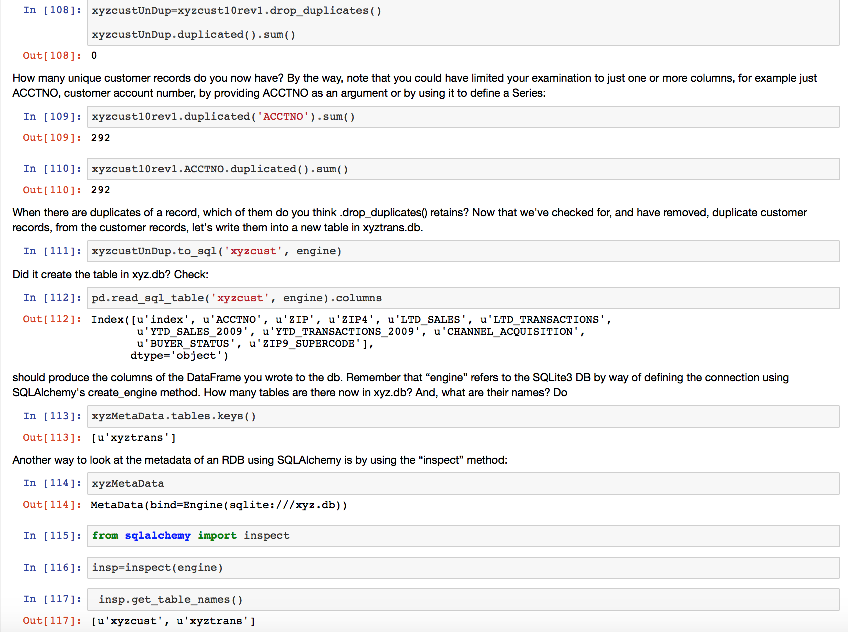 In [108]: xyzcustUnDup=xyzcust10rev1.drop_duplicates()
xyzcustUnDup.duplicated().sum()
Out[108]: 0
How many unique customer records do you now have? By the way, note that you could have limited your examination to just one or more columns, for example just
ACCTNO, customer account number, by providing ACCTNO as an argument or by using it to define a Series:
In [109]: xyzcust10rev1.duplicated('ACCTNO').sum()
Out[109]: 292
In [110]: xyzcust10rev1.ACCTNO.duplicated().sum()
Out[110]: 292
When there are duplicates of a record, which of them do you think .drop_duplicates() retains? Now that we've checked for, and have removed, duplicate customer
records, from the customer records, let's write them into a new table in xyztrans.db.
In [111]: xyzcustUnDup.to_sql('xyzcust', engine)
Did it create the table in xyz.db? Check:
In [112]: pd.read_sql_table('xyzcust', engine).columns
Out[112]: Index([u'index', u'ACCTNO', u'ZIP', u'ZIP4', u'LTD_SALES', u'LTD_TRANSACTIONS',
u'YTD_SALES_2009', u'YTD_TRANSACTIONS_2009', u'CHANNEL_ACQUISITION',
u'BUYER_STATUS', u'ZIP9_SUPERCODE'],
dtype='object')
should produce the columns of the DataFrame you wrote to the db. Remember that “engine” refers to the SQLite3 DB by way of defining the connection using
SQLAlchemy's create_engine method. How many tables are there now in xyz.db? And, what are their names? Do
In [113]: xyzMetaData.tables.keys()
Out[113]: [u'xyztrans']
Another way to look at the metadata of an RDB using SQLAlchemy is by using the “inspect” method:
In [114]: xyzMetaData
Out[114]: MetaData(bind=Engine(sqlite:///xyz.db))
In [115]: from sqlalchemy import inspect
In [116]: insp=inspect(engine)
In [117]: insp.get_table_names()
Out[117]: [u'xyzcust', u'xyztrans']